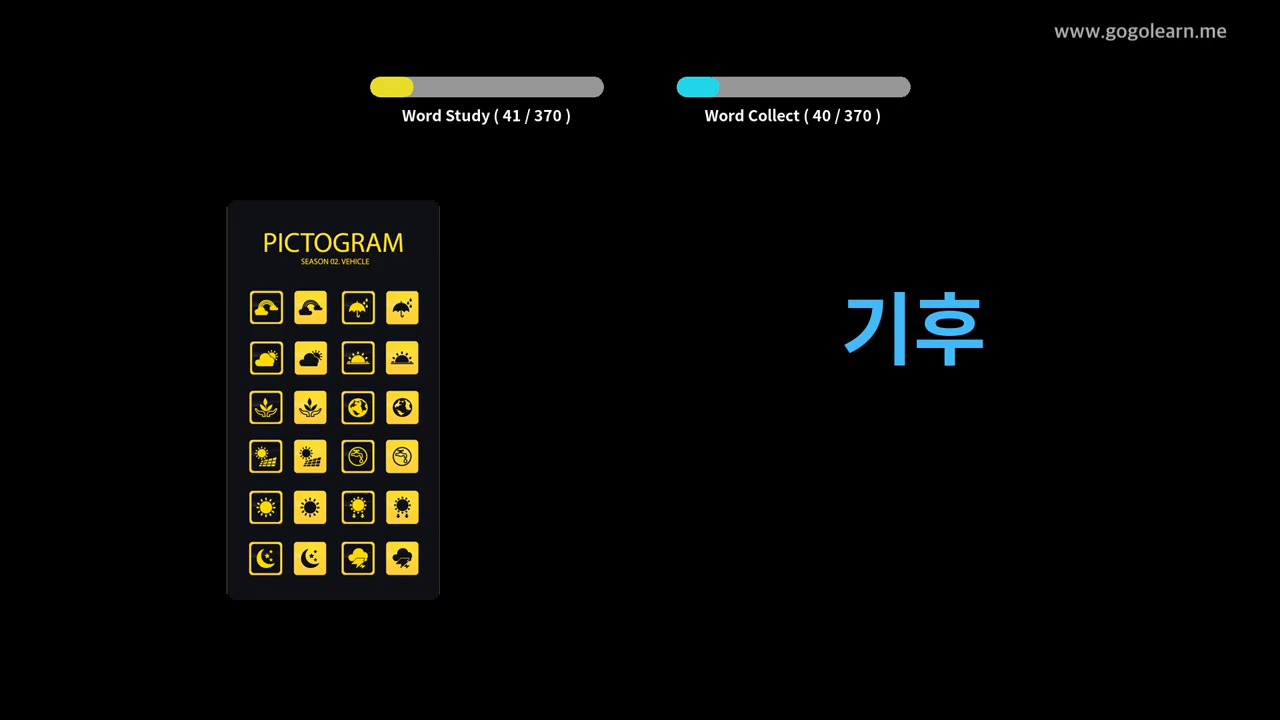 www.gogolearn.me
Word Study ( 41 / 370 )
Word Collect ( 40 / 370 )
PICTOGRAM
SEASON 02. VEHICLE
기후